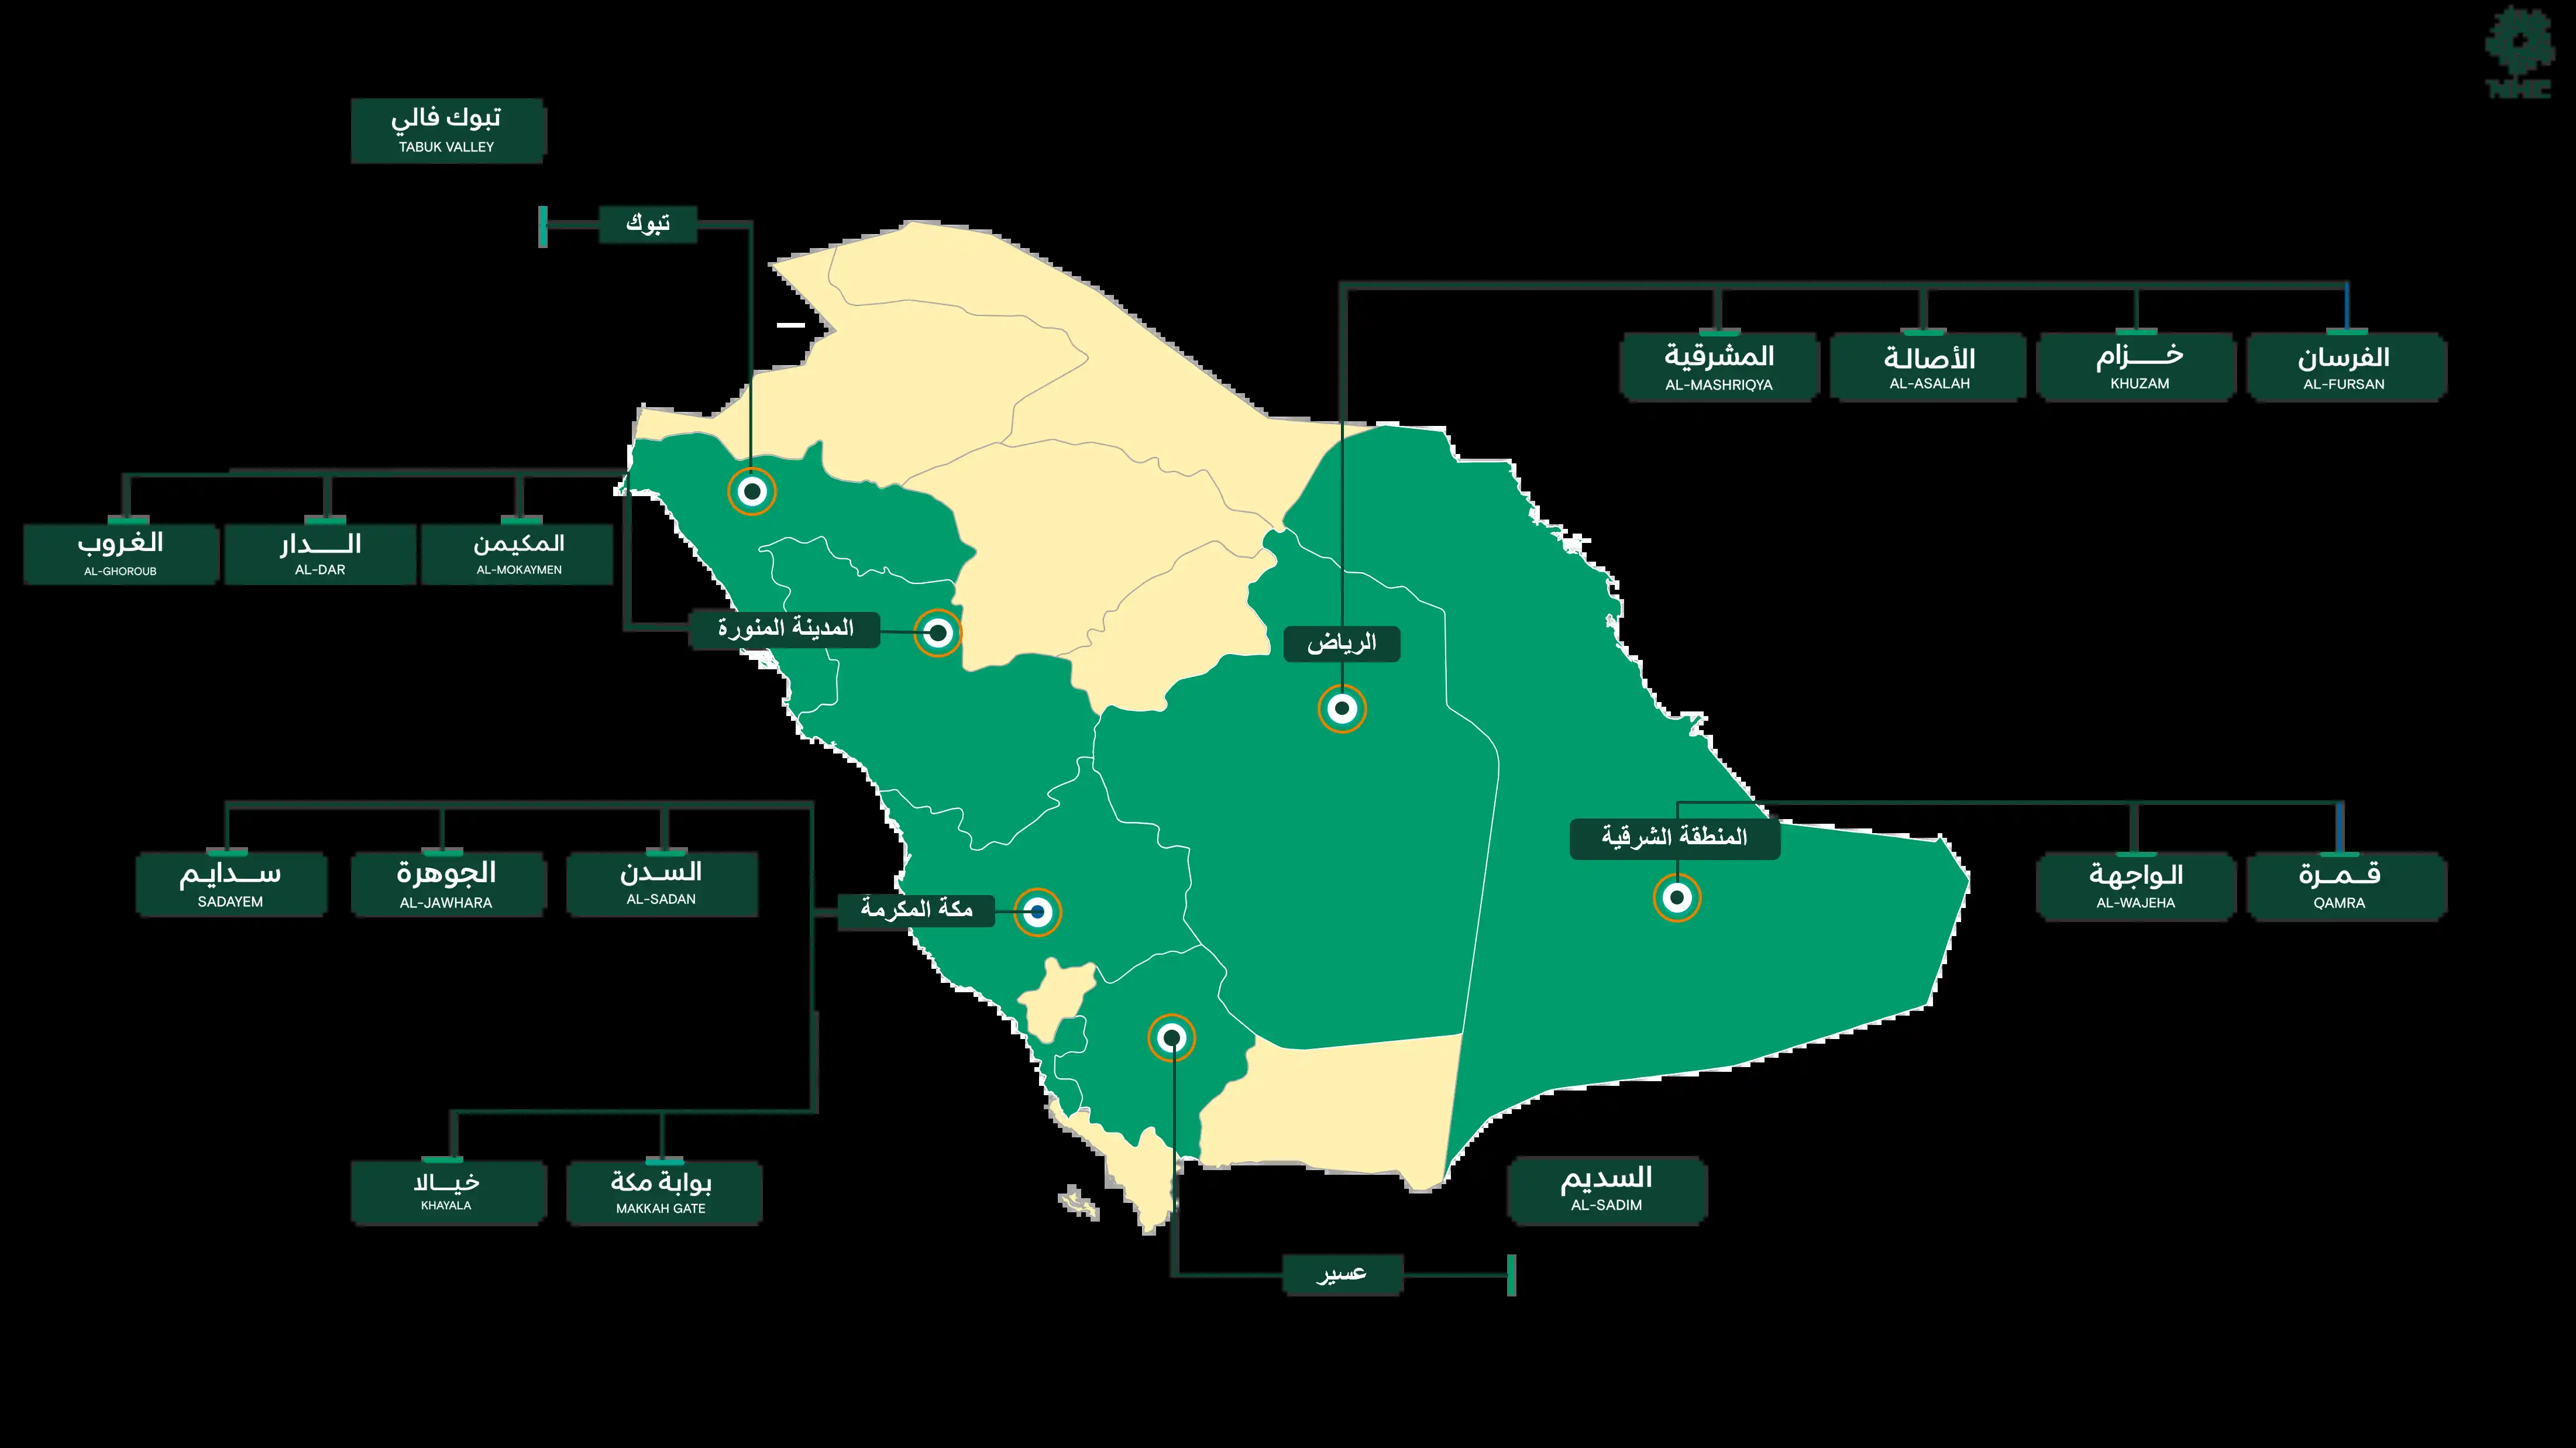 NHC
تبوك فالي
TABUK VALLEY
تبوك
المشرقية
AL-MASHRIQYA
الأصالة
AL-ASALAH
خـــزام
KHUZAM
الفرسان
AL-FURSAN
الغروب
AL-GHOROUB
الـــدار
AL-DAR
المكيمن
AL-MOKAYMEN
المدينة المنورة
الرياض
سـدايـم
SADAYEM
الجوهرة
AL-JAWHARA
السـدن
AL-SADAN
مكة المكرمة
المنطقة الشرقية
الـواجهة
AL-WAJEHA
قـمـرة
QAMRA
خيــالا
KHAYALA
بوابة مكة
MAKKAH GATE
السديم
AL-SADIM
عسير